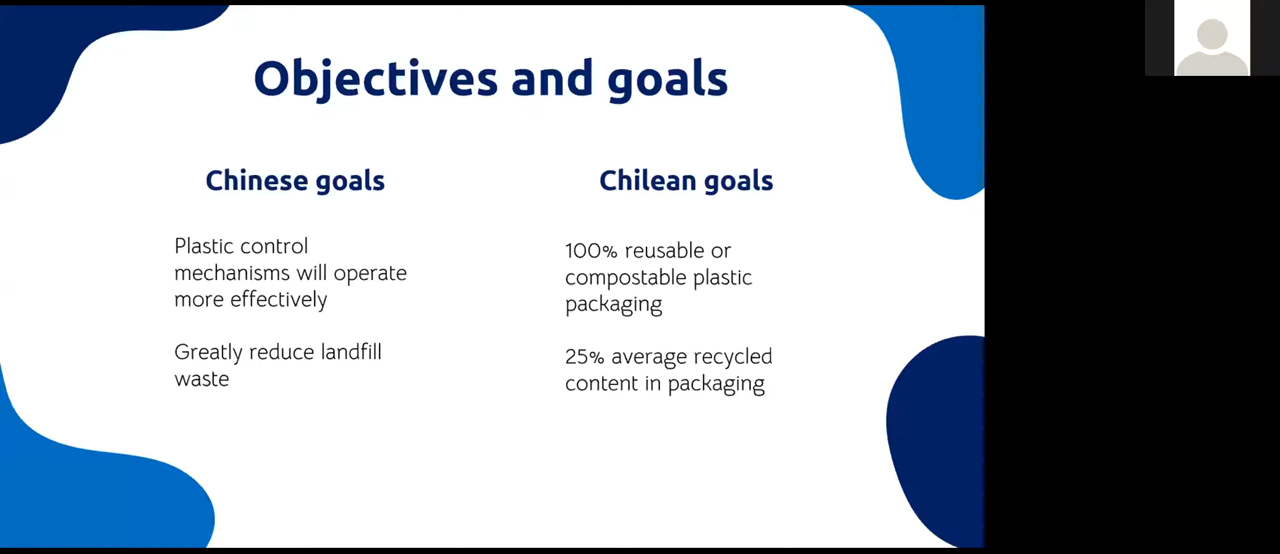 Objectives and goals
Chinese goals
Plastic control
mechanisms will operate
more effectively
Greatly reduce landfill
waste
Chilean goals
100% reusable or
compostable plastic
packaging
25% average recycled
content in packaging